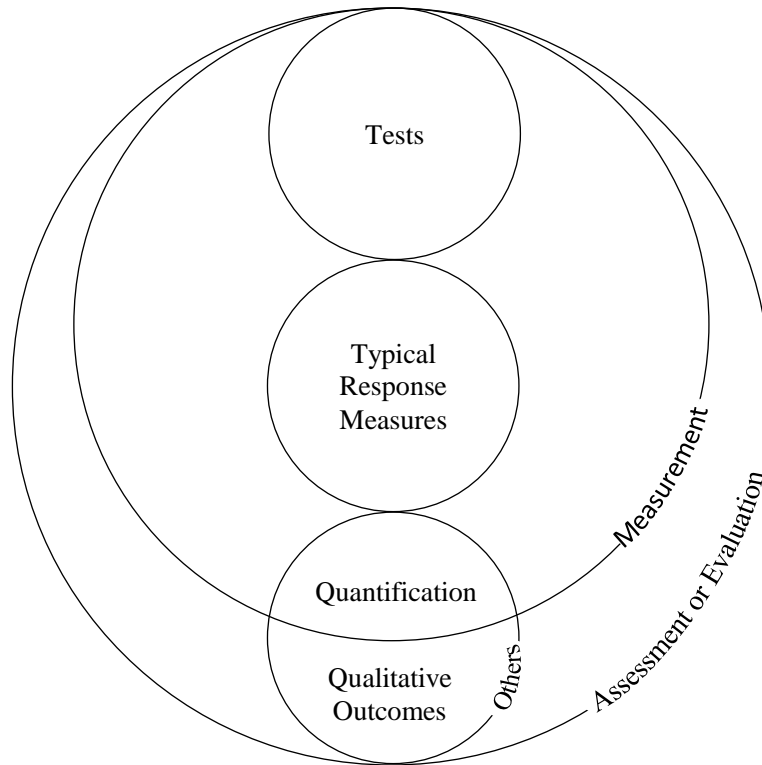 Tests
Typical
Response
Measures
Measurement
Quantification
Assessment or Evaluation
Others
Qualitative
Outcomes